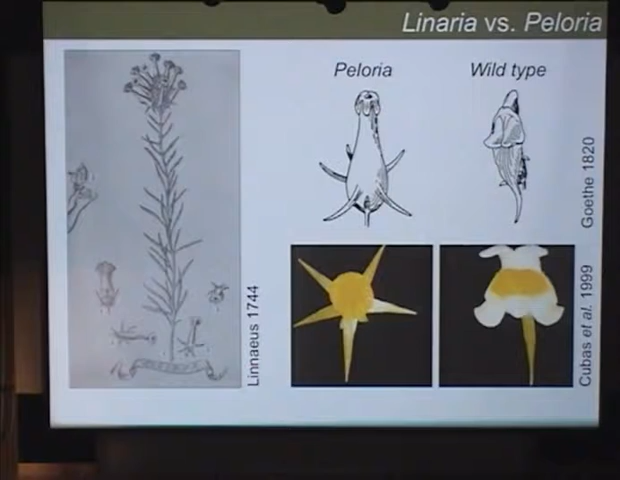 Linaria vs. Peloria
Peloria
Wild type
Linnaeus 1744
Goethe 1820
Cubas et al. 1999